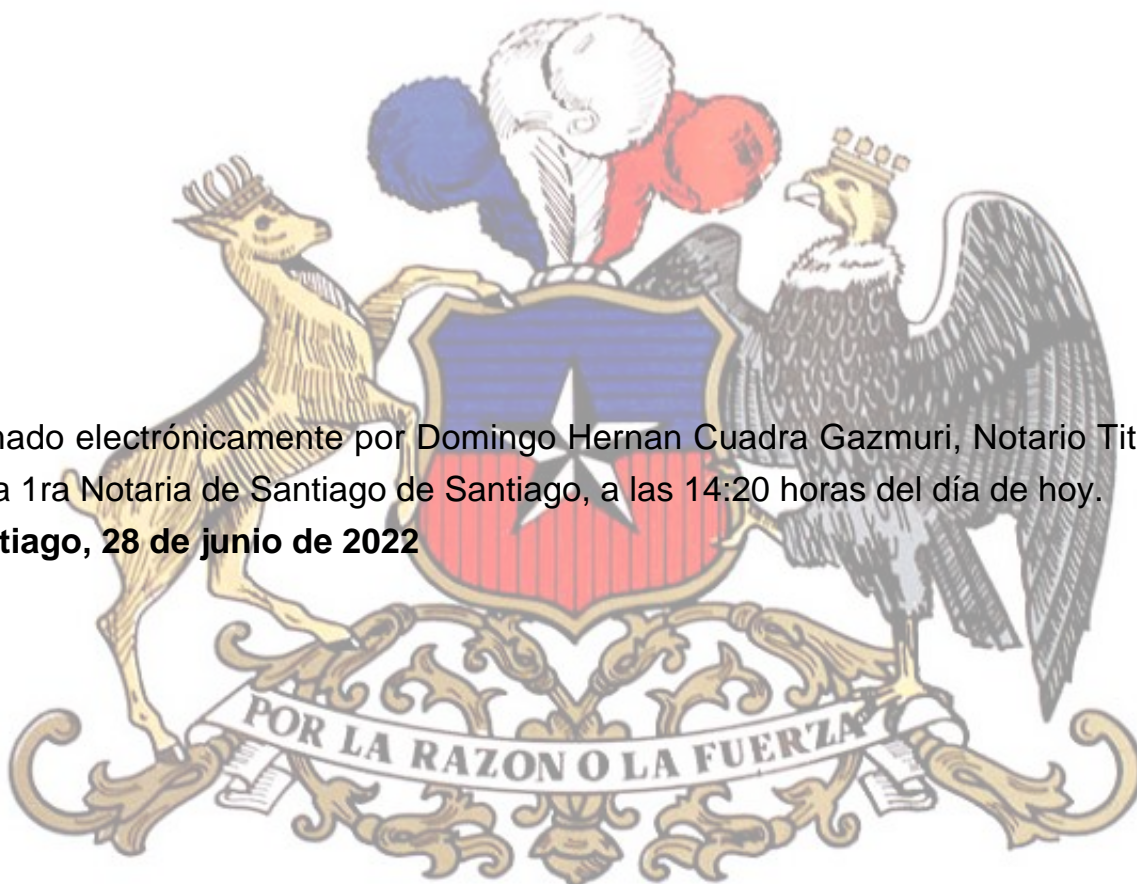 nado electrónicamente por Domingo Hernan Cuadra Gazmuri, Notario Tit
a 1ra Notaria de Santiago de Santiago, a las 14:20 horas del día de hoy.
tiago, 28 de junio de 2022
POR LA RAZON O LA FUERZA